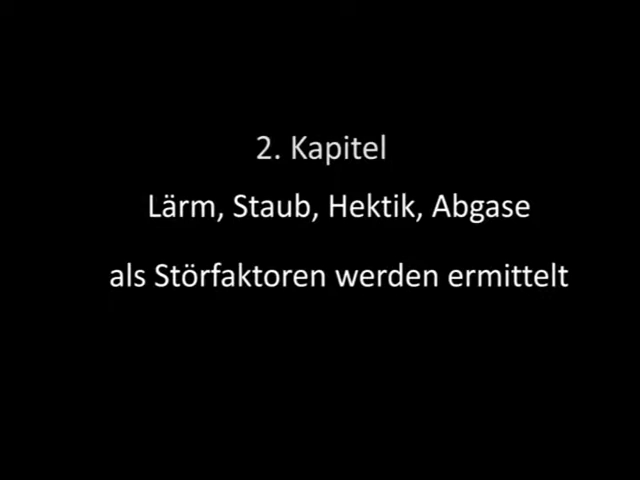 2. Kapitel
Lärm, Staub, Hektik, Abgase
als Störfaktoren werden ermittelt